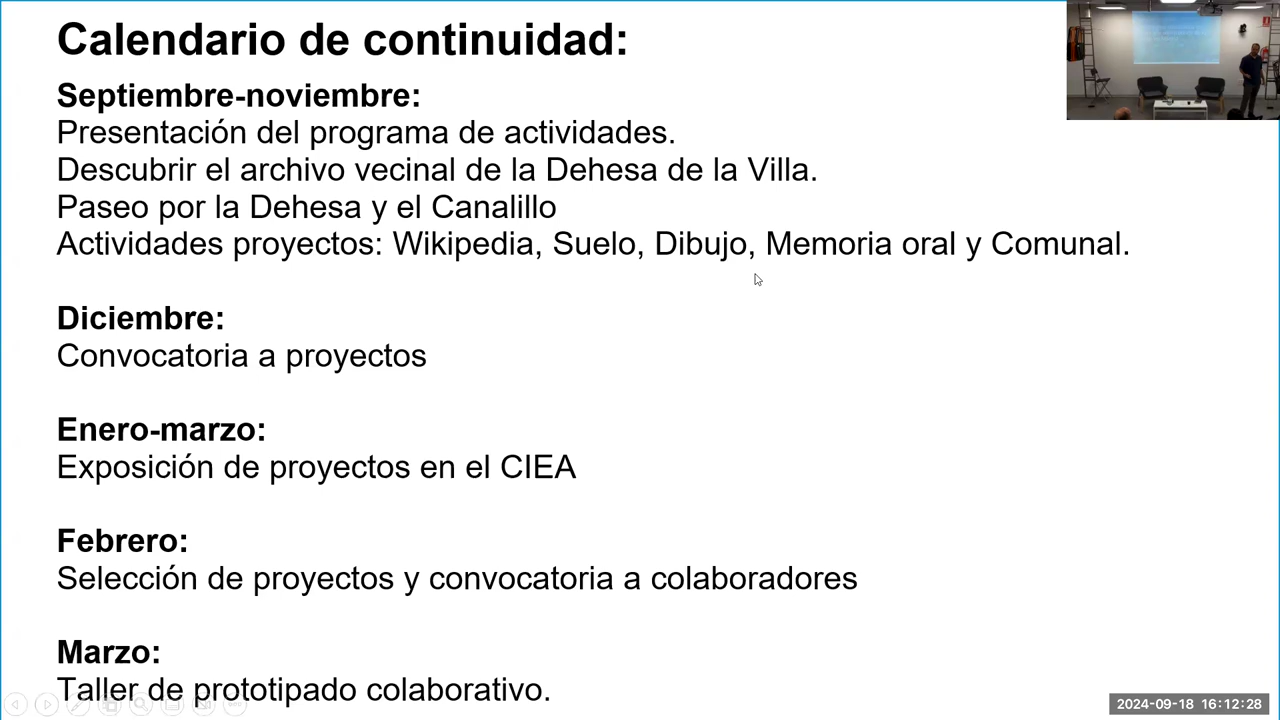 Calendario de continuidad:
Septiembre-noviembre:
Presentación del programa de actividades.
Descubrir el archivo vecinal de la Dehesa de la Villa.
Paseo por la Dehesa y el Canalillo
Actividades proyectos: Wikipedia, Suelo, Dibujo, Memoria oral y Comunal.
Diciembre:
Convocatoria a proyectos
Enero-marzo:
Exposición de proyectos en el CIEA
Febrero:
Selección de proyectos y convocatoria a colaboradores
Marzo:
Taller de prototipado colaborativo.
2024-09-18 16:12:28